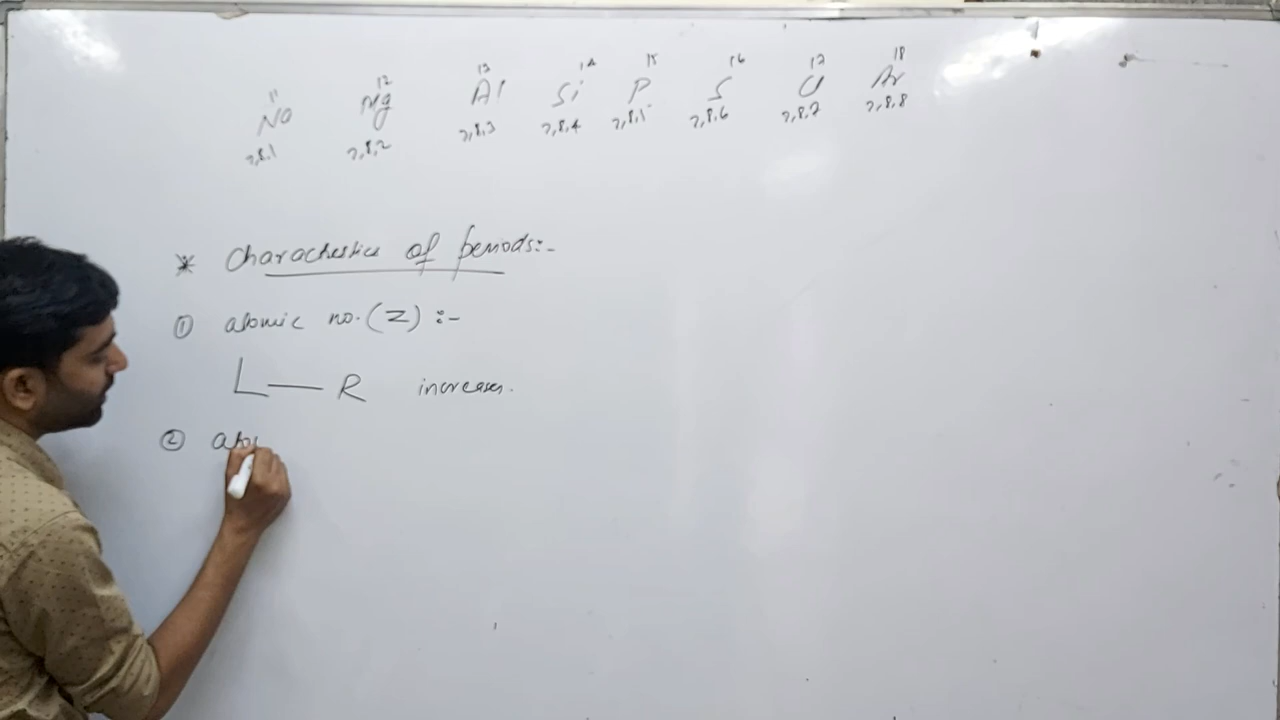 11 12 13 14 15 16 17 18
Na Mg Al Si P S Cl Ar
2,8,1 2,8,2 2,8,3 2,8,4 2,8,5 2,8,6 2,8,7 2,8,8
* Charachestics of periods:-
① atomic no. (Z) :-
L — R increases.
② ato